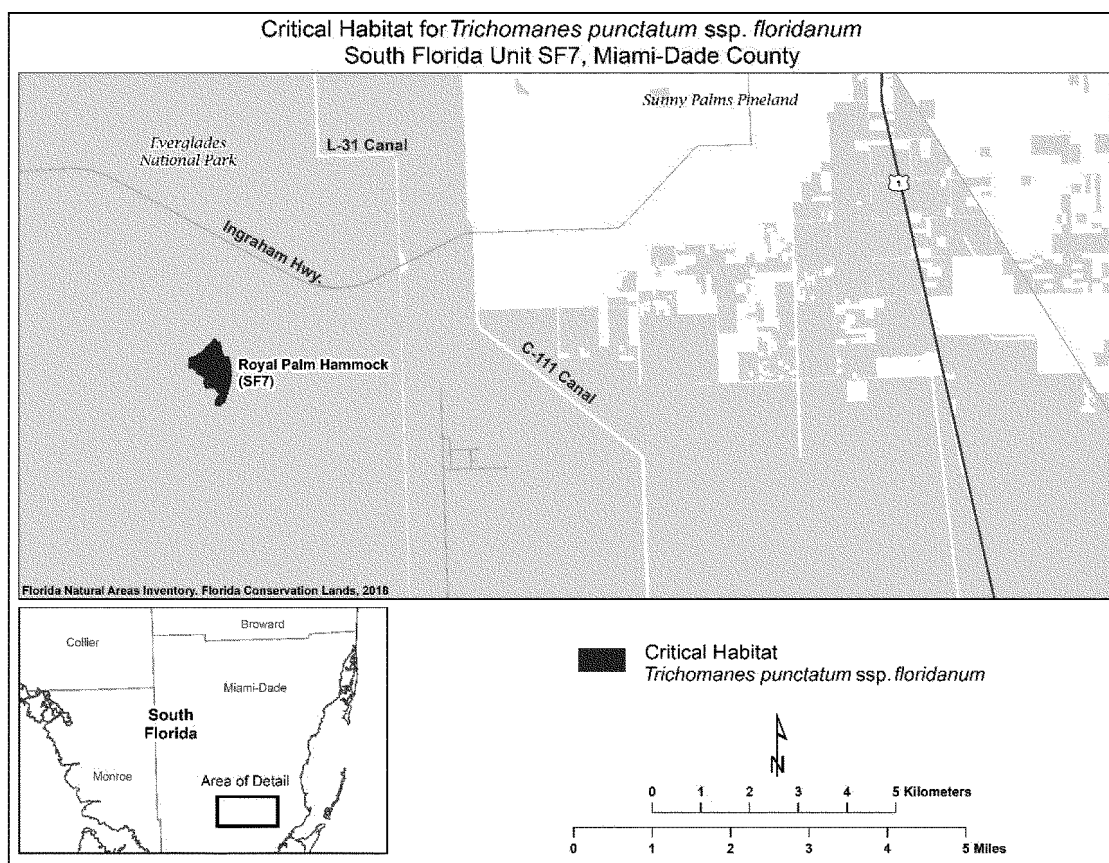 Critical Habitat for Trichomanes punctatum ssp. floridanum
South Florida Unit SF7, Miami-Dade County
Sunny Palms Pineland
Everglades
National Park
L-31 Canal
1
Ingraham Hwy.
Royal Palm Hammock
(SF7)
C-111 Canal
Florida Natural Areas Inventory. Florida Conservation Lands, 2018
Broward
Collier
Miami-Dade
South
Florida
Monroe
Area of Detail
Critical Habitat
Trichomanes punctatum ssp. floridanum
N
0 1 2 3 4 5 Kilometers
0 1 2 3 4 5 Miles